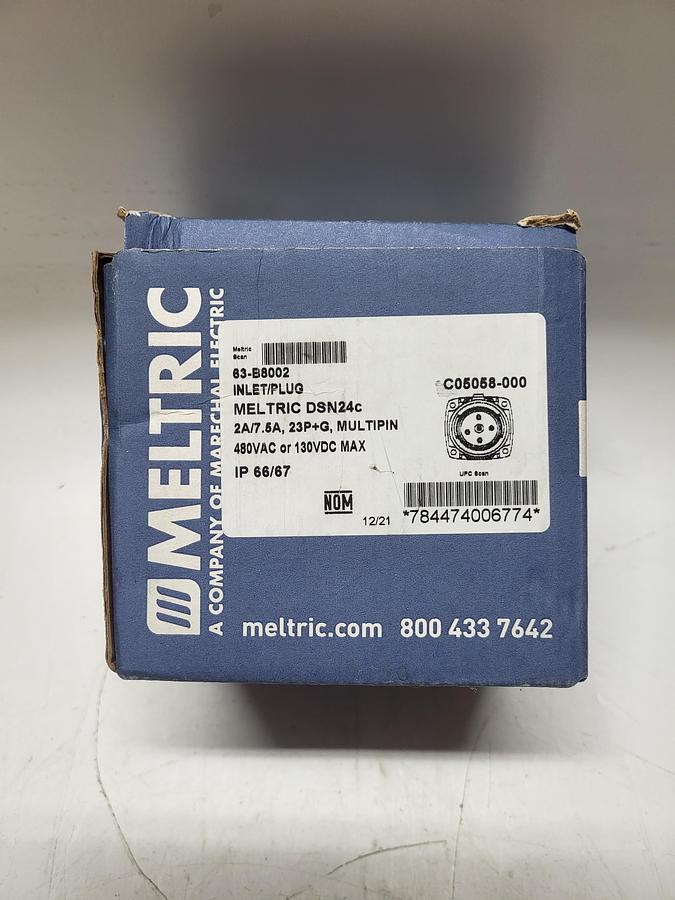 MELTRIC
A COMPANY OF MARECHAL ELECTRIC
Meltric
Scan
63-B8002
INLET/PLUG
MELTRIC DSN24c
2A/7.5A, 23P+G, MULTIPIN
480VAC or 130VDC MAX
IP 66/67
NOM
12/21
C05058-000
UPC Scan
*784474006774*
meltric.com 800 433 7642